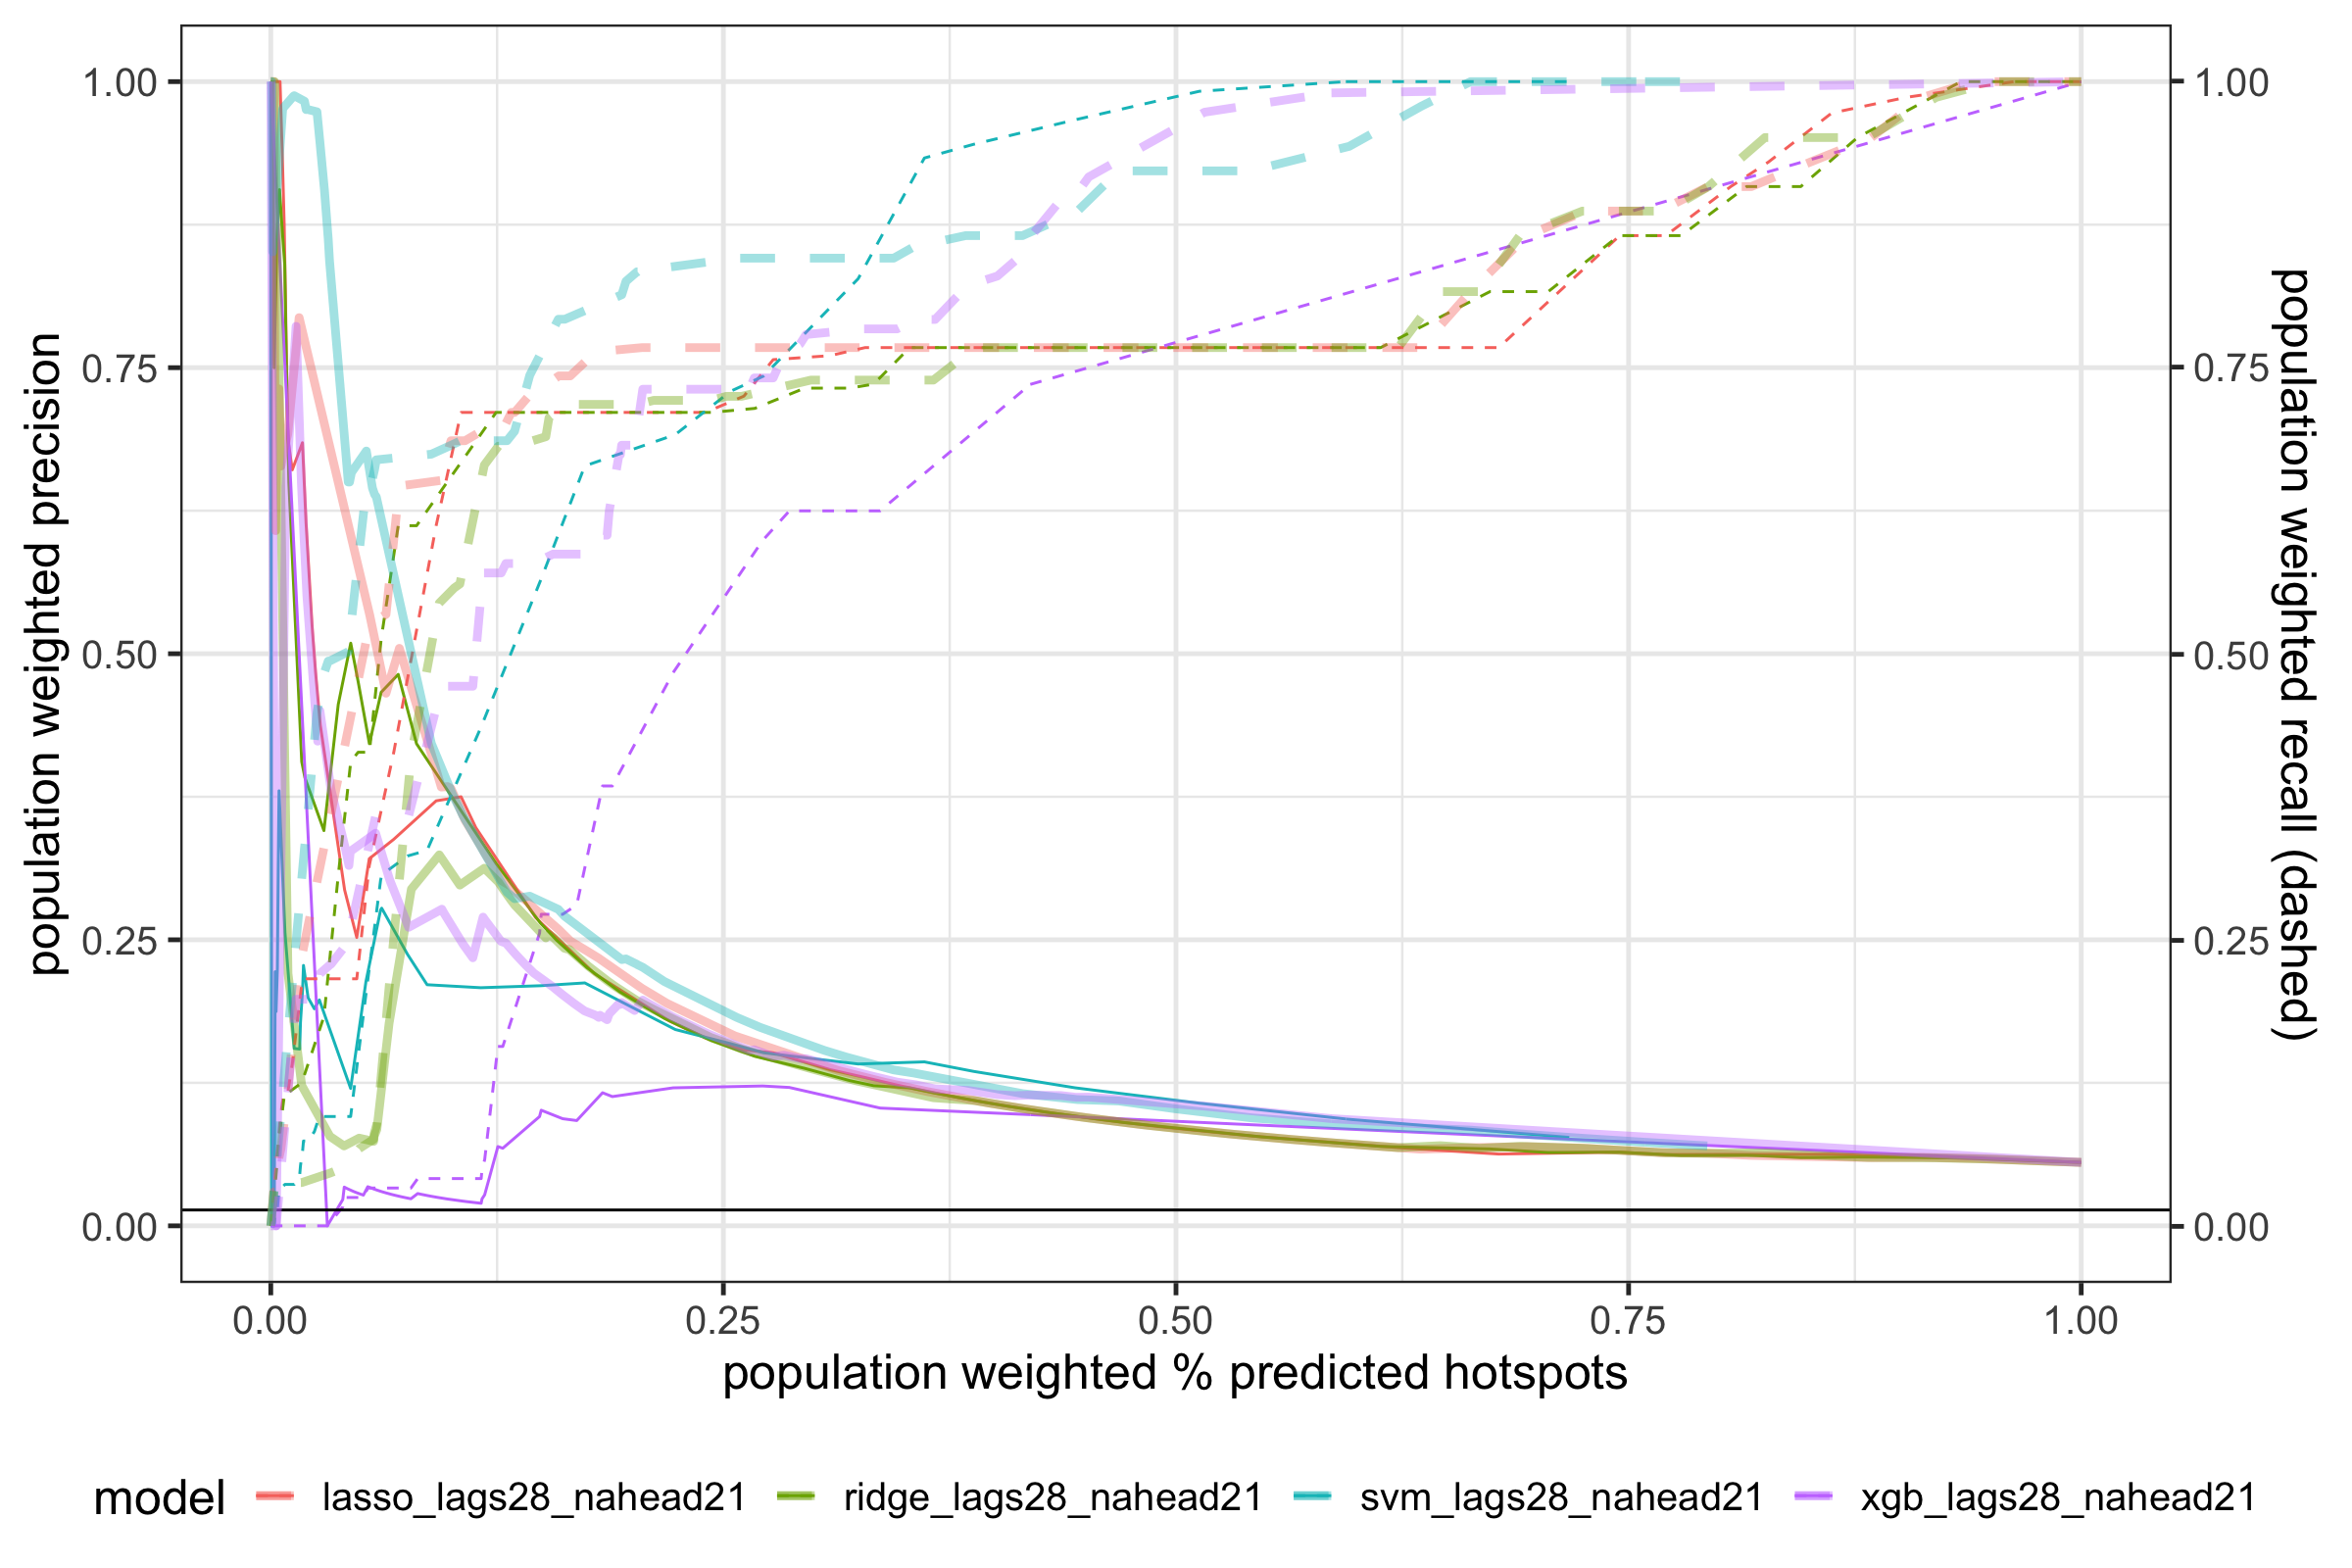 population weighted precision
1.00
0.75
0.50
0.25
0.00
1.00
0.75
0.50
0.25
0.00
population weighted recall (dashed)
0.00 0.25 0.50 0.75 1.00
population weighted % predicted hotspots
model lasso_lags28_nahead21 ridge_lags28_nahead21 svm_lags28_nahead21 xgb_lags28_nahead21